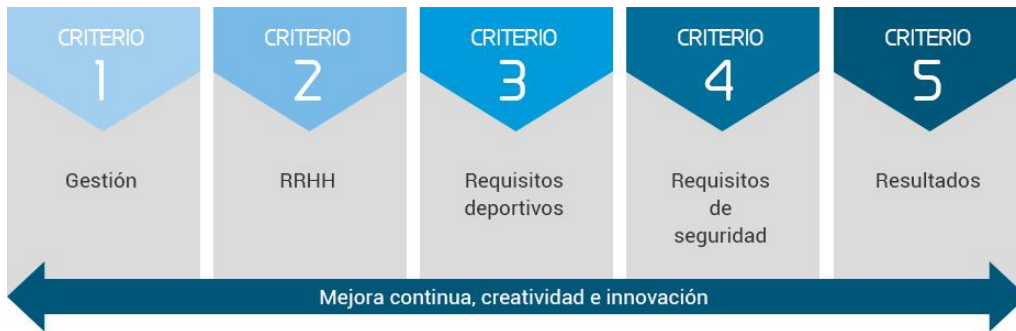 CRITERIO
1
Gestión
CRITERIO
2
RRHH
CRITERIO
3
Requisitos
deportivos
CRITERIO
4
Requisitos
de
seguridad
CRITERIO
5
Resultados
Mejora continua, creatividad e innovación